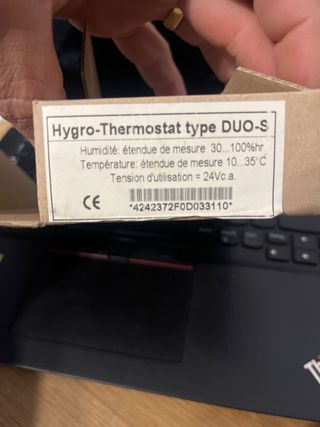 Hygro-Thermostat type DUO-S
Humidité: étendue de mesure 30...100%hr
Température: étendue de mesure 10...35°C
Tension d'utilisation = 24Vc.a.
CE
*4242372F0D033110*
Th